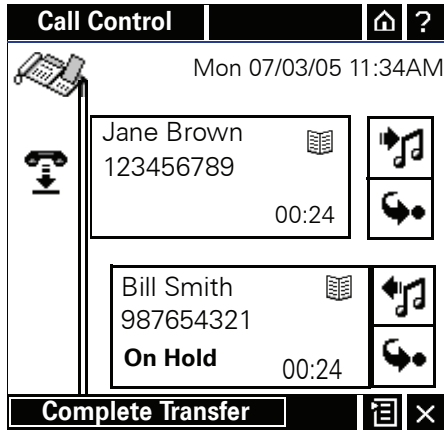 Call Control ?
Mon 07/03/05 11:34AM
Jane Brown
123456789
00:24
Bill Smith
987654321
On Hold
00:24
Complete Transfer